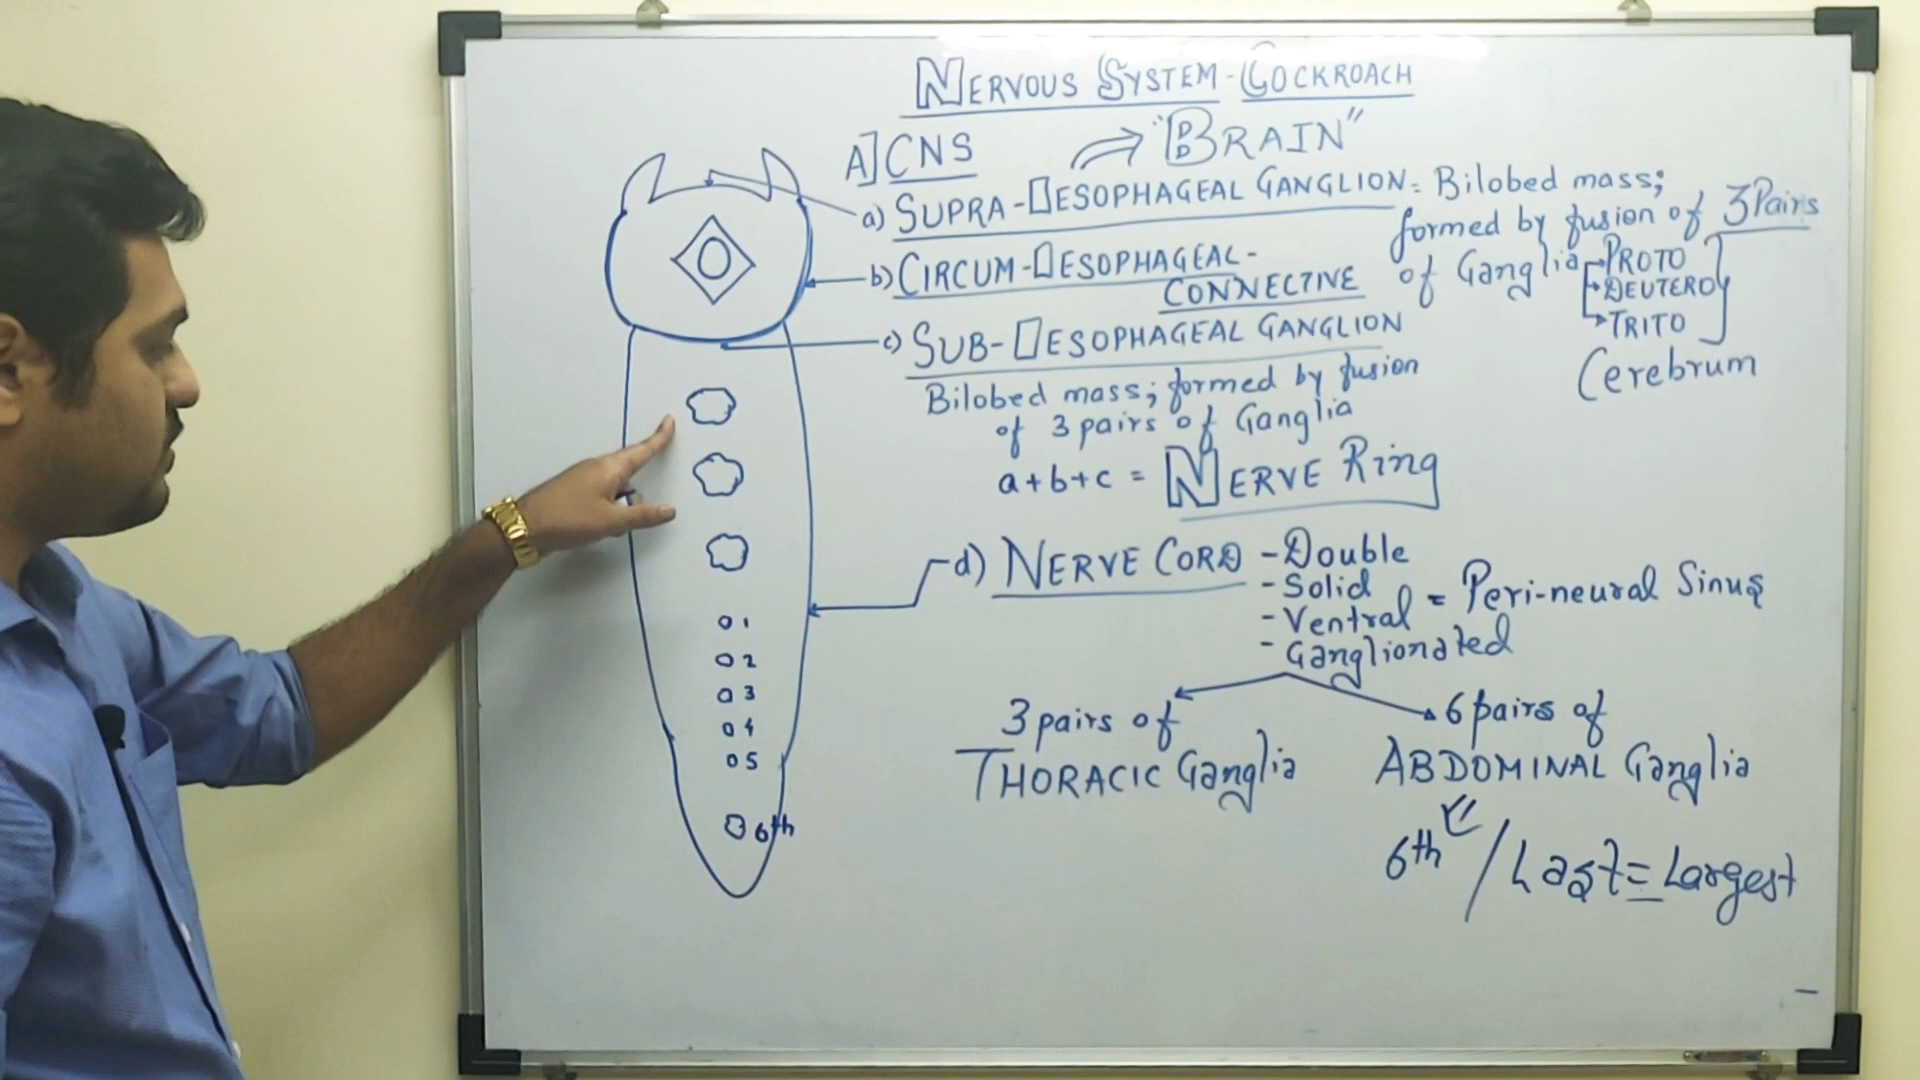 NERVOUS SYSTEM - COCKROACH
A] CNS
"BRAIN"
a) SUPRA-OESOPHAGEAL GANGLION = Bilobed mass;
formed by fusion of 3 Pairs
of Ganglia
PROTO
DEUTERO
TRITO
Cerebrum
b) CIRCUM-OESOPHAGEAL-
CONNECTIVE
c) SUB-OESOPHAGEAL GANGLION
Bilobed mass; formed by fusion
of 3 pairs of Ganglia
a+b+c = NERVE Ring
d) NERVE CORD - Double
- Solid
- Ventral = Peri-neural Sinus
- Ganglionated
3 pairs of
THORACIC Ganglia
6 pairs of
ABDOMINAL Ganglia
6th / Last = Largest
1
2
3
4
5
6th